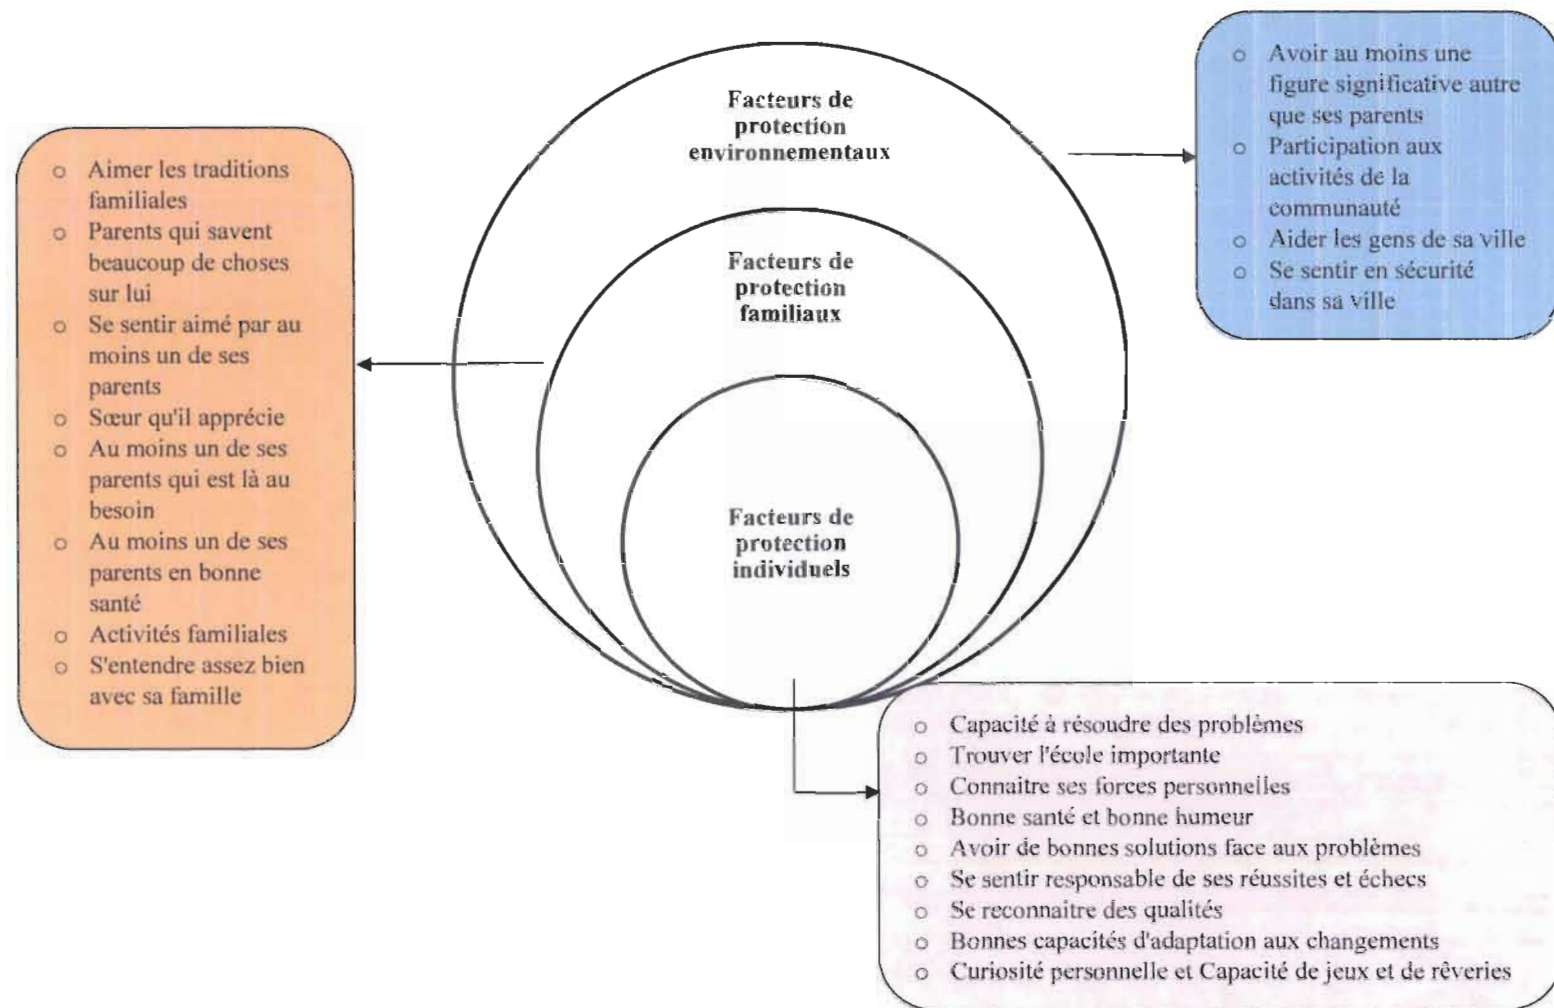 Facteurs de
protection
environnementaux
Facteurs de
protection
familiaux
Facteurs de
protection
individuels
o Aimer les traditions
familiales
o Parents qui savent
beaucoup de choses
sur lui
o Se sentir aimé par au
moins un de ses
parents
o Sœur qu'il apprécie
o Au moins un de ses
parents qui est là au
besoin
o Au moins un de ses
parents en bonne
santé
o Activités familiales
o S'entendre assez bien
avec sa famille
o Avoir au moins une
figure significative autre
que ses parents
o Participation aux
activités de la
communauté
o Aider les gens de sa ville
o Se sentir en sécurité
dans sa ville
o Capacité à résoudre des problèmes
o Trouver l'école importante
o Connaitre ses forces personnelles
o Bonne santé et bonne humeur
o Avoir de bonnes solutions face aux problèmes
o Se sentir responsable de ses réussites et échecs
o Se reconnaitre des qualités
o Bonnes capacités d'adaptation aux changements
o Curiosité personnelle et Capacité de jeux et de rêveries